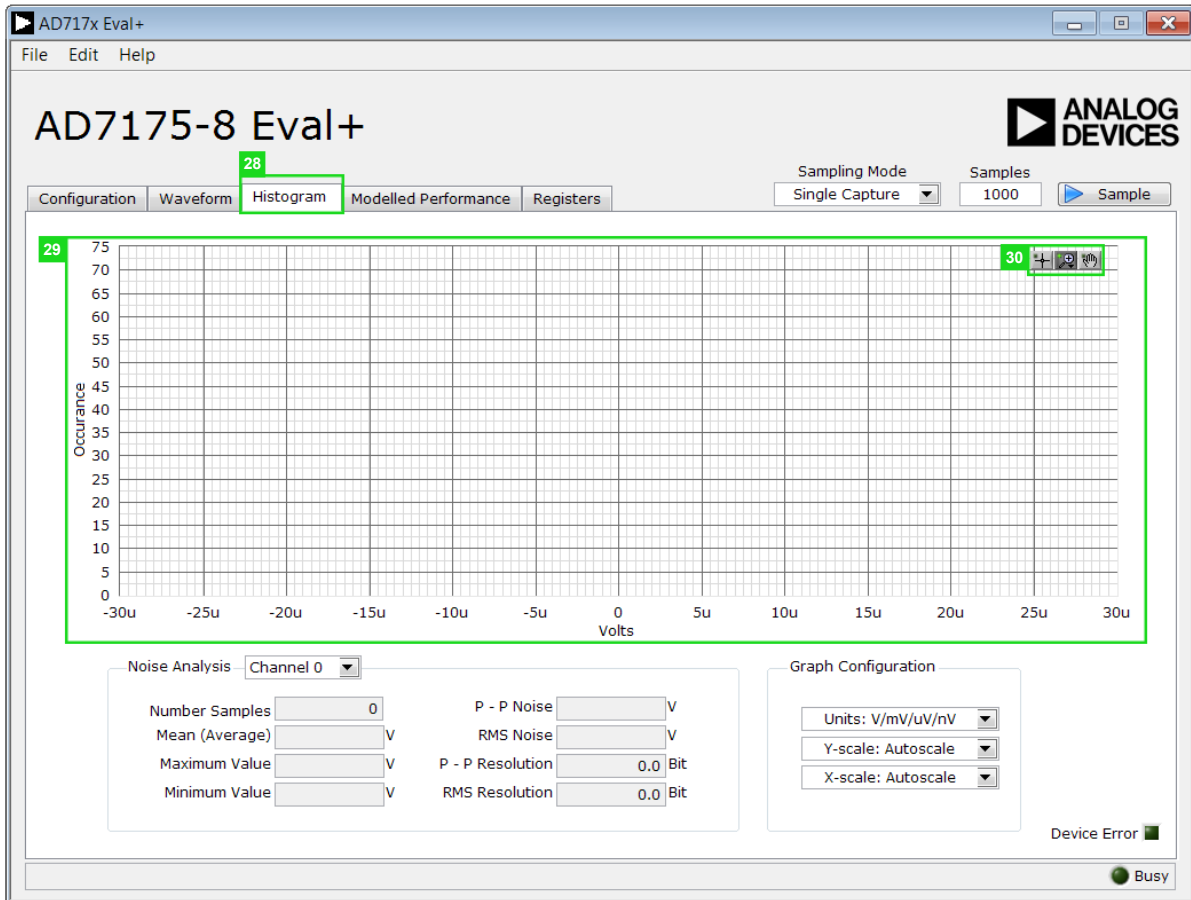 AD717x Eval+
File Edit Help
AD7175-8 Eval+
ANALOG
DEVICES
28
Sampling Mode Samples
Configuration Waveform Histogram Modelled Performance Registers Single Capture 1000 Sample
29
30
75
70
65
60
55
50
45
40
35
30
25
20
15
10
5
0
Occurance
-30u -25u -20u -15u -10u -5u 0 5u 10u 15u 20u 25u 30u
Volts
Noise Analysis Channel 0
Number Samples 0
Mean (Average) V
Maximum Value V
Minimum Value V
P - P Noise V
RMS Noise V
P - P Resolution 0.0 Bit
RMS Resolution 0.0 Bit
Graph Configuration
Units: V/mV/uV/nV
Y-scale: Autoscale
X-scale: Autoscale
Device Error
Busy